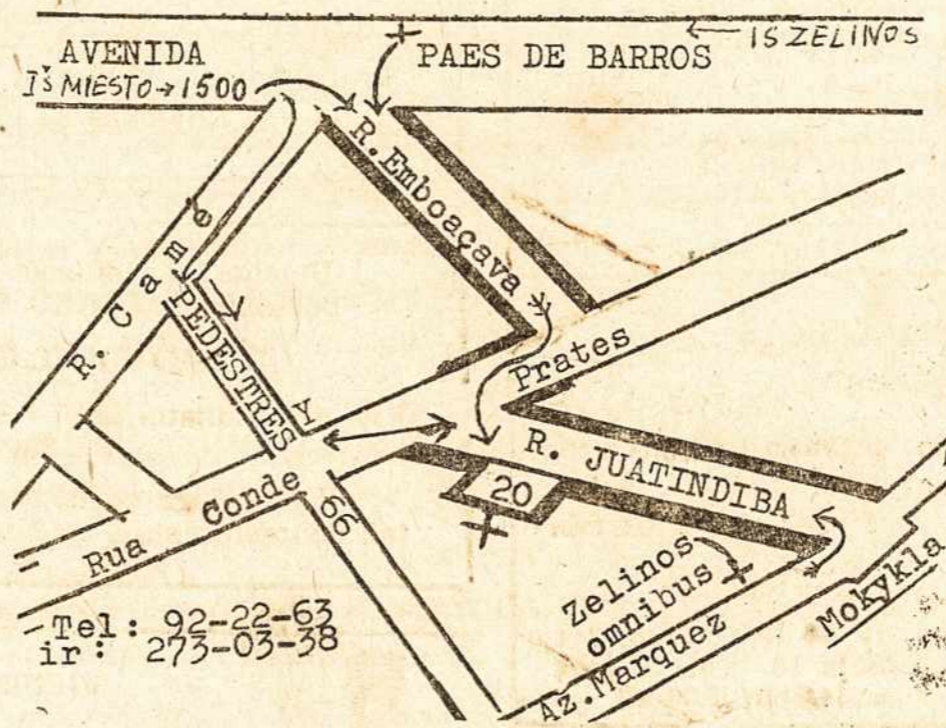 AVENIDA PAES DE BARROS
← IS ZELINOS
Iš MIESTO → 1500
R. Emboaçava
R. Came
PEDESTRES
Y
Prates
Rua Conde
66
R. JUATINDIBA
20
Zelinos
omnibus
Az. Marquez
Mokykla
Tel: 92-22-63
ir: 273-03-38